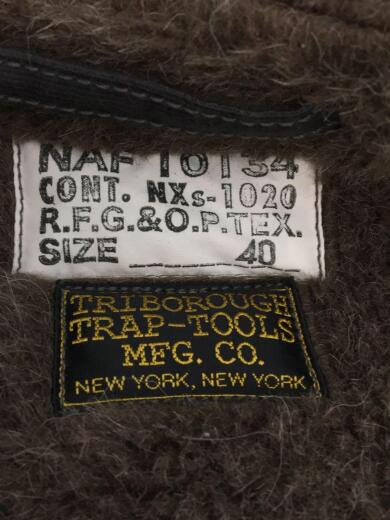 NAF 16134
CONT. NXs-1020
R.F.G.&O.P.TEX.
SIZE 40
TRIBOROUGH
TRAP-TOOLS
MFG. CO.
NEW YORK, NEW YORK